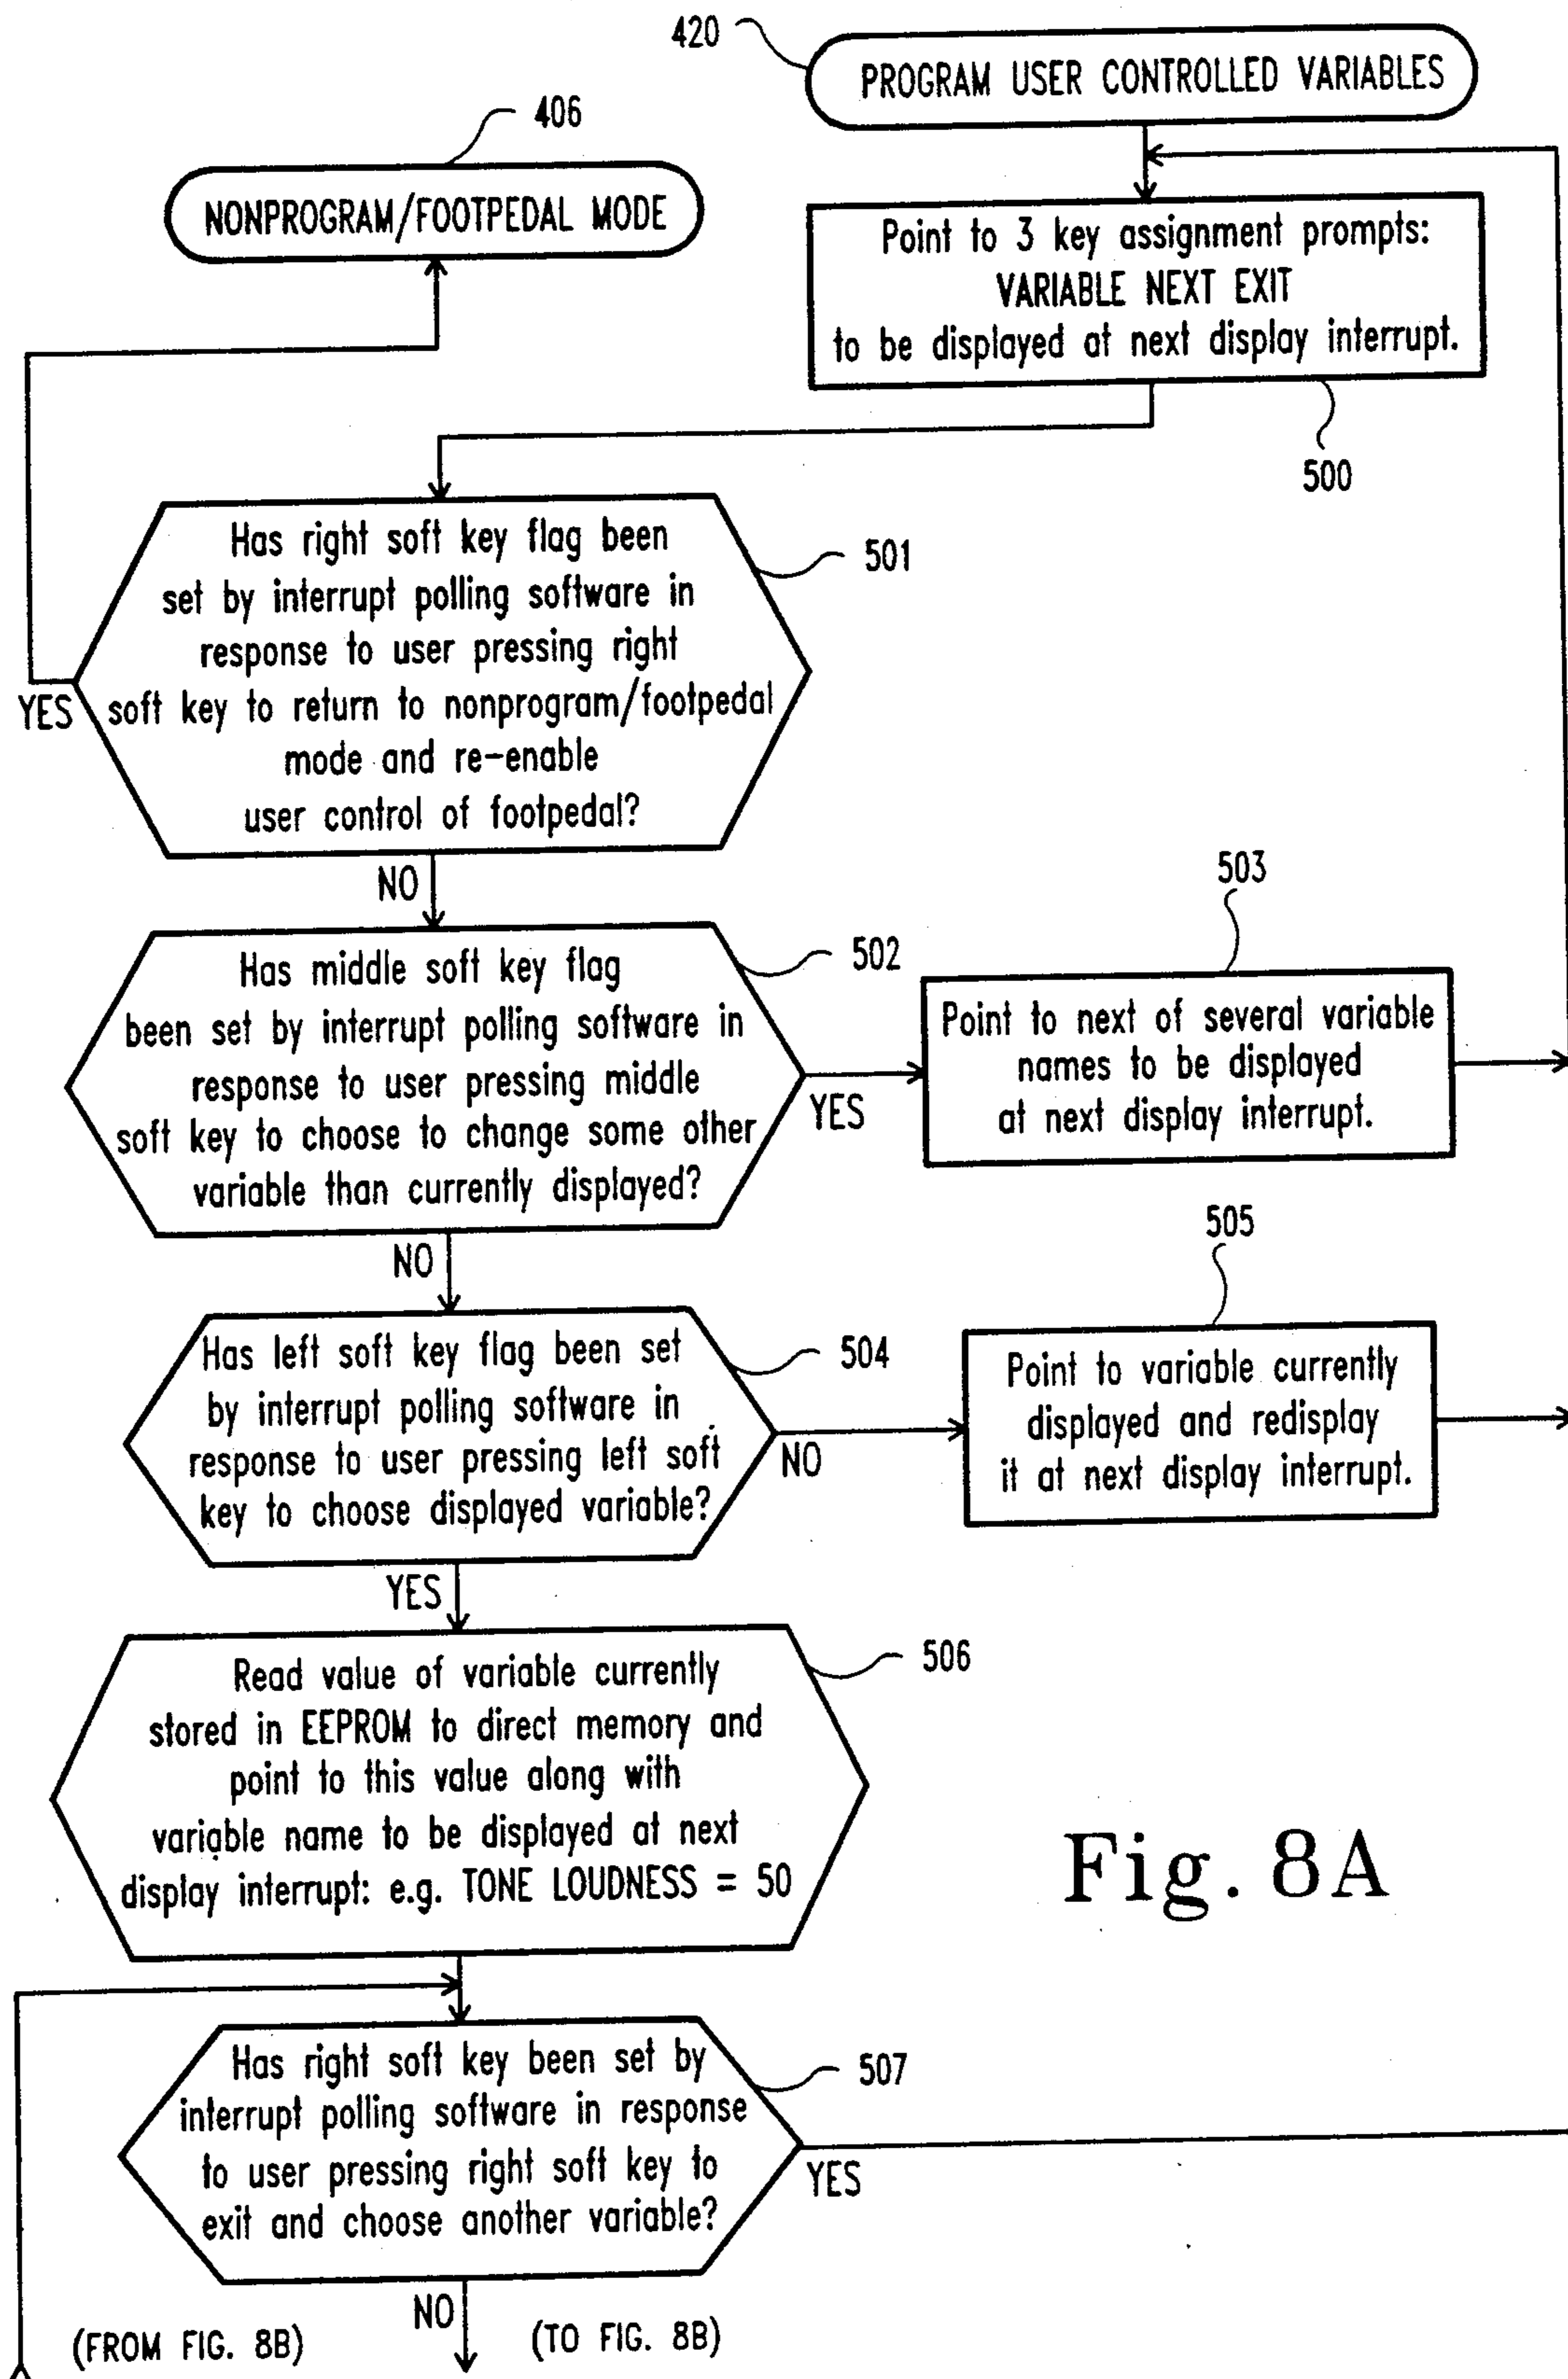 420
PROGRAM USER CONTROLLED VARIABLES
406
NONPROGRAM/FOOTPEDAL MODE
Point to 3 key assignment prompts:
VARIABLE NEXT EXIT
to be displayed at next display interrupt.
500
Has right soft key flag been
set by interrupt polling software in
response to user pressing right
soft key to return to nonprogram/footpedal
mode and re-enable
user control of footpedal?
501
YES
NO
Has middle soft key flag
been set by interrupt polling software in
response to user pressing middle
soft key to choose to change some other
variable than currently displayed?
502
YES
503
Point to next of several variable
names to be displayed
at next display interrupt.
NO
Has left soft key flag been set
by interrupt polling software in
response to user pressing left soft
key to choose displayed variable?
504
NO
505
Point to variable currently
displayed and redisplay
it at next display interrupt.
YES
Read value of variable currently
stored in EEPROM to direct memory and
point to this value along with
variable name to be displayed at next
display interrupt: e.g. TONE LOUDNESS = 50
506
Fig. 8A
Has right soft key been set by
interrupt polling software in response
to user pressing right soft key to
exit and choose another variable?
507
YES
NO
(FROM FIG. 8B)
(TO FIG. 8B)